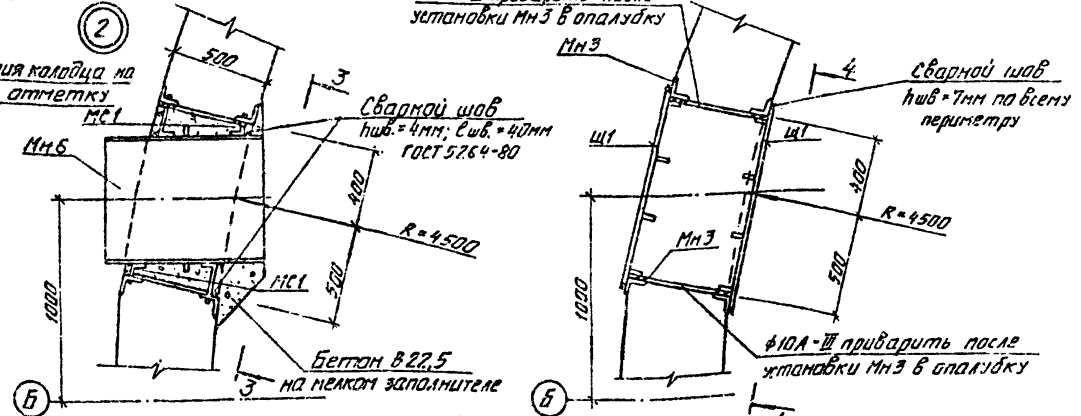 2
500
3
ия колодца на
отметку
МС1
Мн6
Сварной шов
hшв.=4мм; ℓшв.=40мм
ГОСТ 5264-80
400
R=4500
МС1
500
1000
Бетон В22,5
на мелком заполнителе
3
Б
установки Мн3 в опалубку
Мн3
4
Сварной шов
hшв=7мм по всему
периметру
Щ1
Щ1
400
R=4500
Мн3
500
1000
ϕ10А-III приварить после
установки Мн3 в опалубку
Б